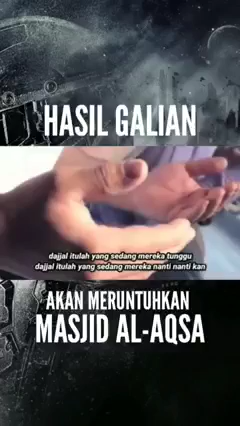 HASIL GALIAN
dajjal itulah yang sedang mereka tunggu
dajjal itulah yang sedang mereka nanti nanti kan
AKAN MERUNTUHKAN
MASJID AL-AQSA